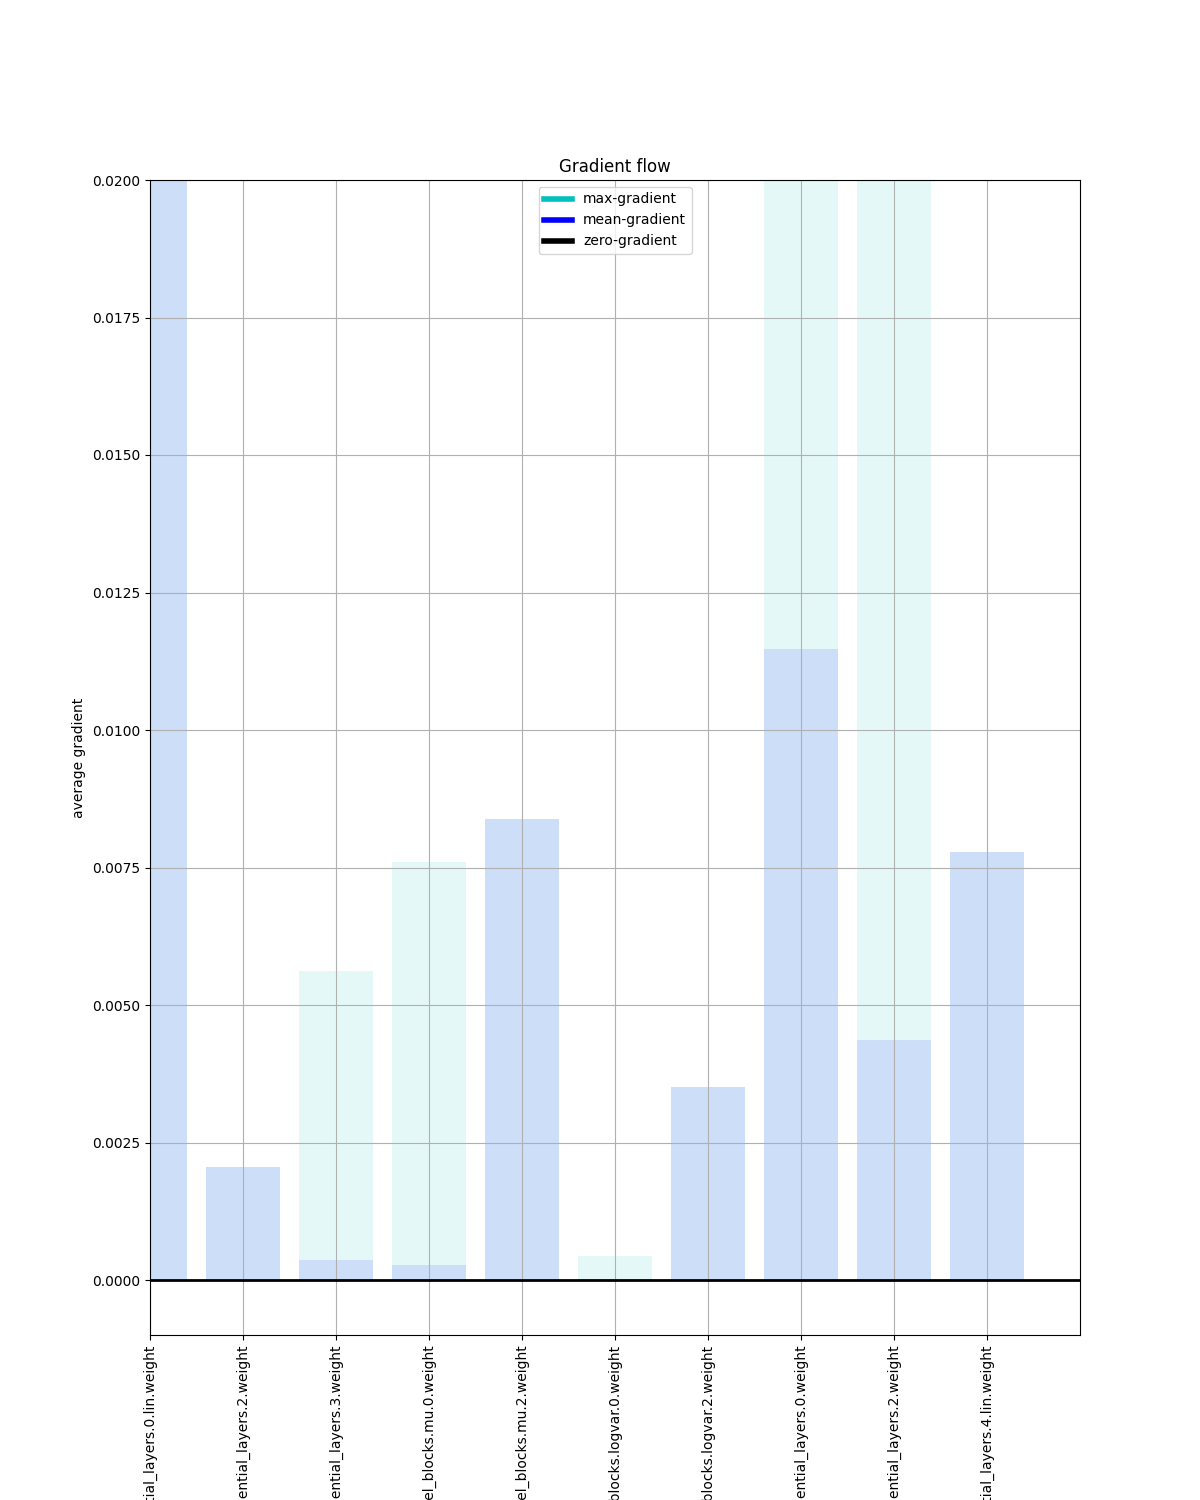 Gradient flow
max-gradient
mean-gradient
zero-gradient
0.0200
0.0175
0.0150
0.0125
0.0100
0.0075
0.0050
0.0025
0.0000
average gradient
tial_layers.0.lin.weight
ential_layers.2.weight
ential_layers.3.weight
el_blocks.mu.0.weight
el_blocks.mu.2.weight
blocks.logvar.0.weight
blocks.logvar.2.weight
ential_layers.0.weight
ential_layers.2.weight
tial_layers.4.lin.weight